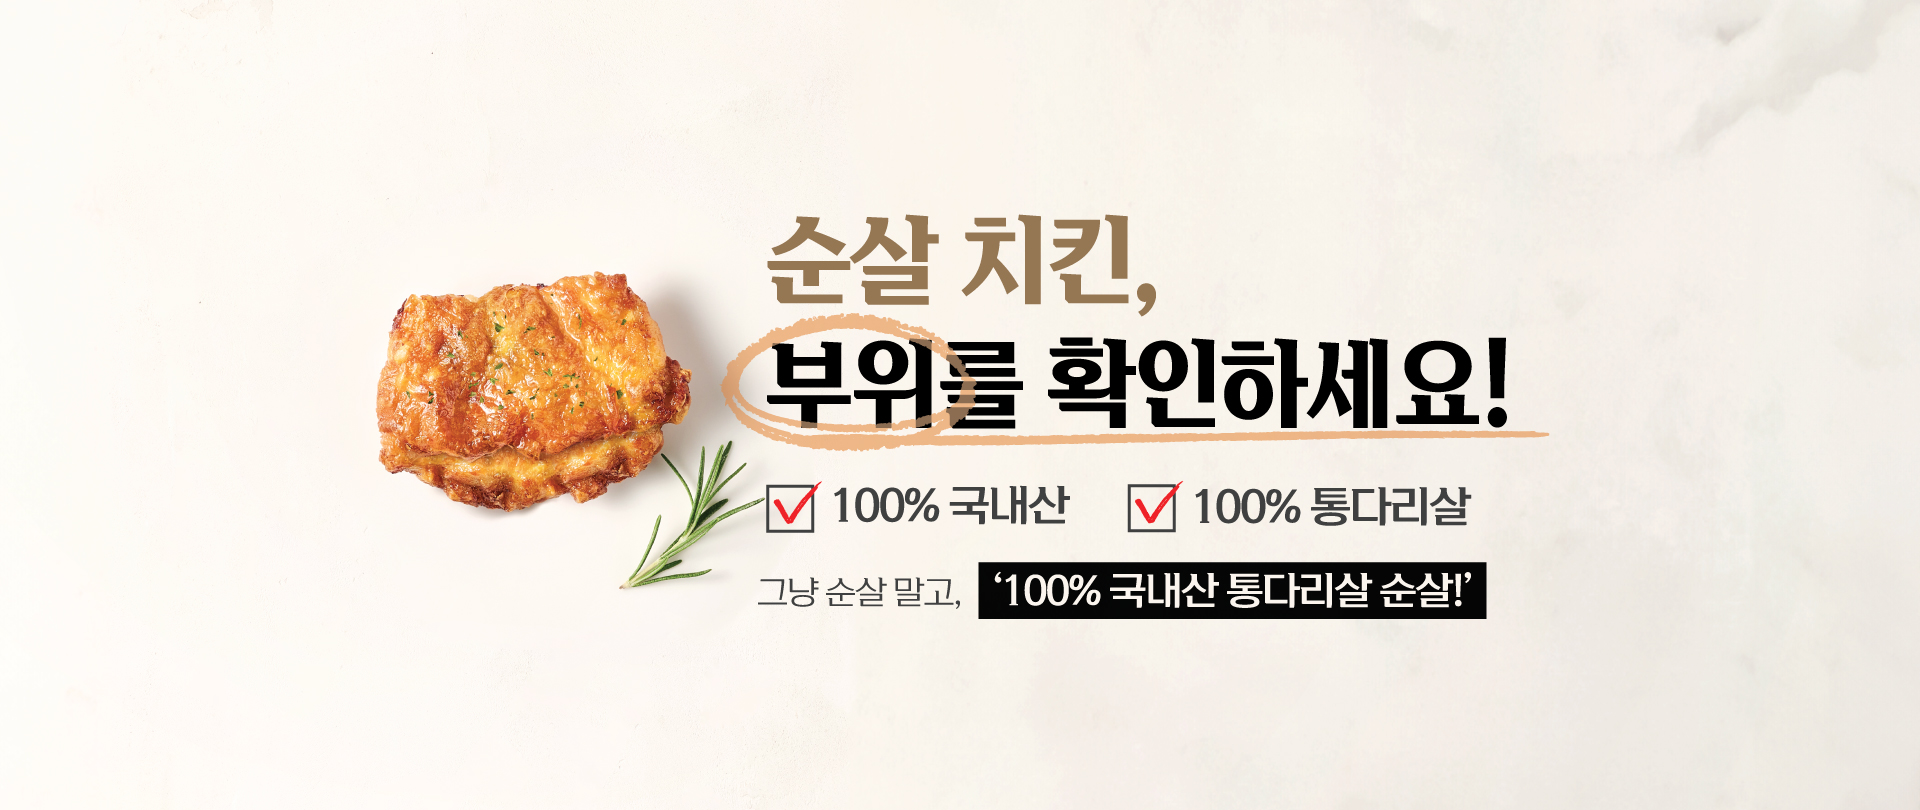 순살 치킨,
부위를 확인하세요!
100% 국내산 100% 통다리살
그냥 순살 말고, ‘100% 국내산 통다리살 순살!’